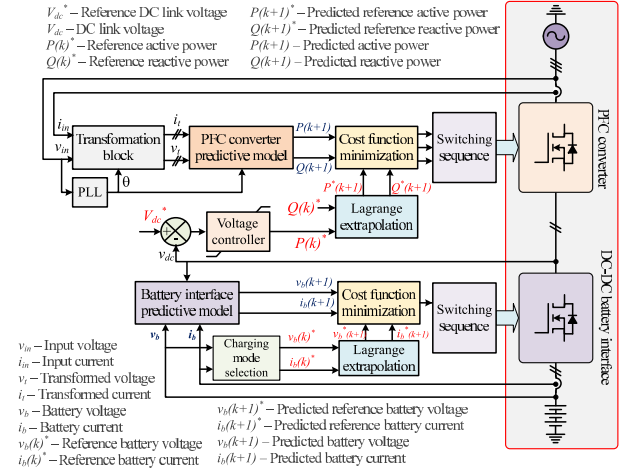 V_dc* – Reference DC link voltage
V_dc – DC link voltage
P(k)* – Reference active power
Q(k)* – Reference reactive power
P(k+1)* – Predicted reference active power
Q(k+1)* – Predicted reference reactive power
P(k+1) – Predicted active power
Q(k+1) – Predicted reactive power
i_in
v_in
Transformation
block
i_t
v_t
PFC converter
predictive model
P(k+1)
Q(k+1)
Cost function
minimization
Switching
sequence
PFC converter
PLL
θ
P*(k+1)
Q*(k+1)
V_dc*
v_dc
Voltage
controller
Q(k)*
P(k)*
Lagrange
extrapolation
DC-DC battery interface
Battery interface
predictive model
v_b(k+1)
i_b(k+1)
Cost function
minimization
Switching
sequence
v_b
i_b
v_b*(k+1)
i_b*(k+1)
Charging
mode
selection
v_b(k)*
i_b(k)*
Lagrange
extrapolation
v_in – Input voltage
i_in – Input current
v_t – Transformed voltage
i_t – Transformed current
v_b – Battery voltage
i_b – Battery current
v_b(k)* – Reference battery voltage
i_b(k)* – Reference battery current
v_b(k+1)* – Predicted reference battery voltage
i_b(k+1)* – Predicted reference battery current
v_b(k+1) – Predicted battery voltage
i_b(k+1) – Predicted battery current